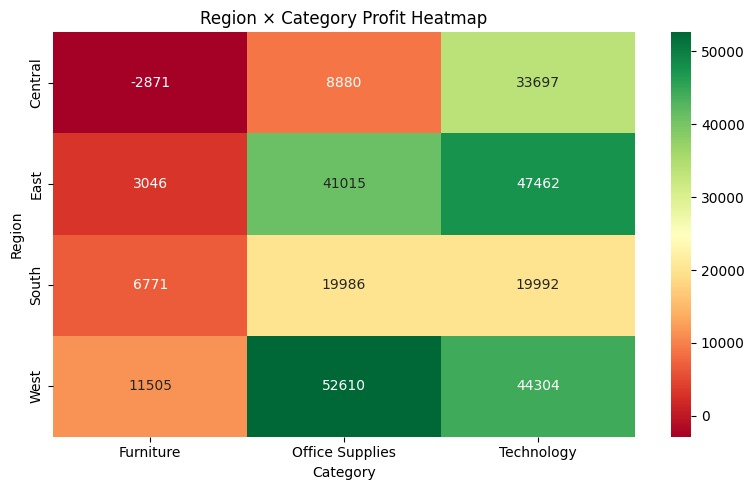 Region × Category Profit Heatmap
Region
Central
-2871 8880 33697
East
3046 41015 47462
South
6771 19986 19992
West
11505 52610 44304
Furniture Office Supplies Technology
Category
50000
40000
30000
20000
10000
0